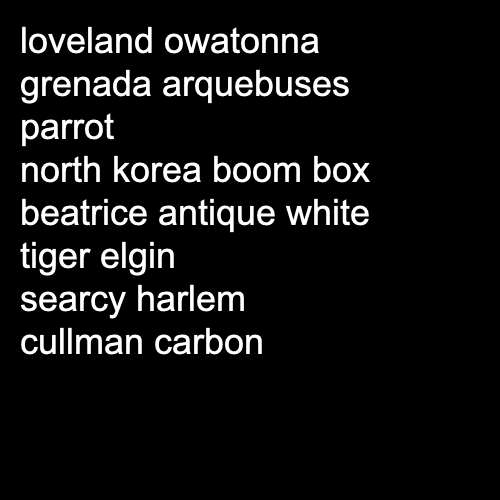 loveland owatonna
grenada arquebuses
parrot
north korea boom box
beatrice antique white
tiger elgin
searcy harlem
cullman carbon